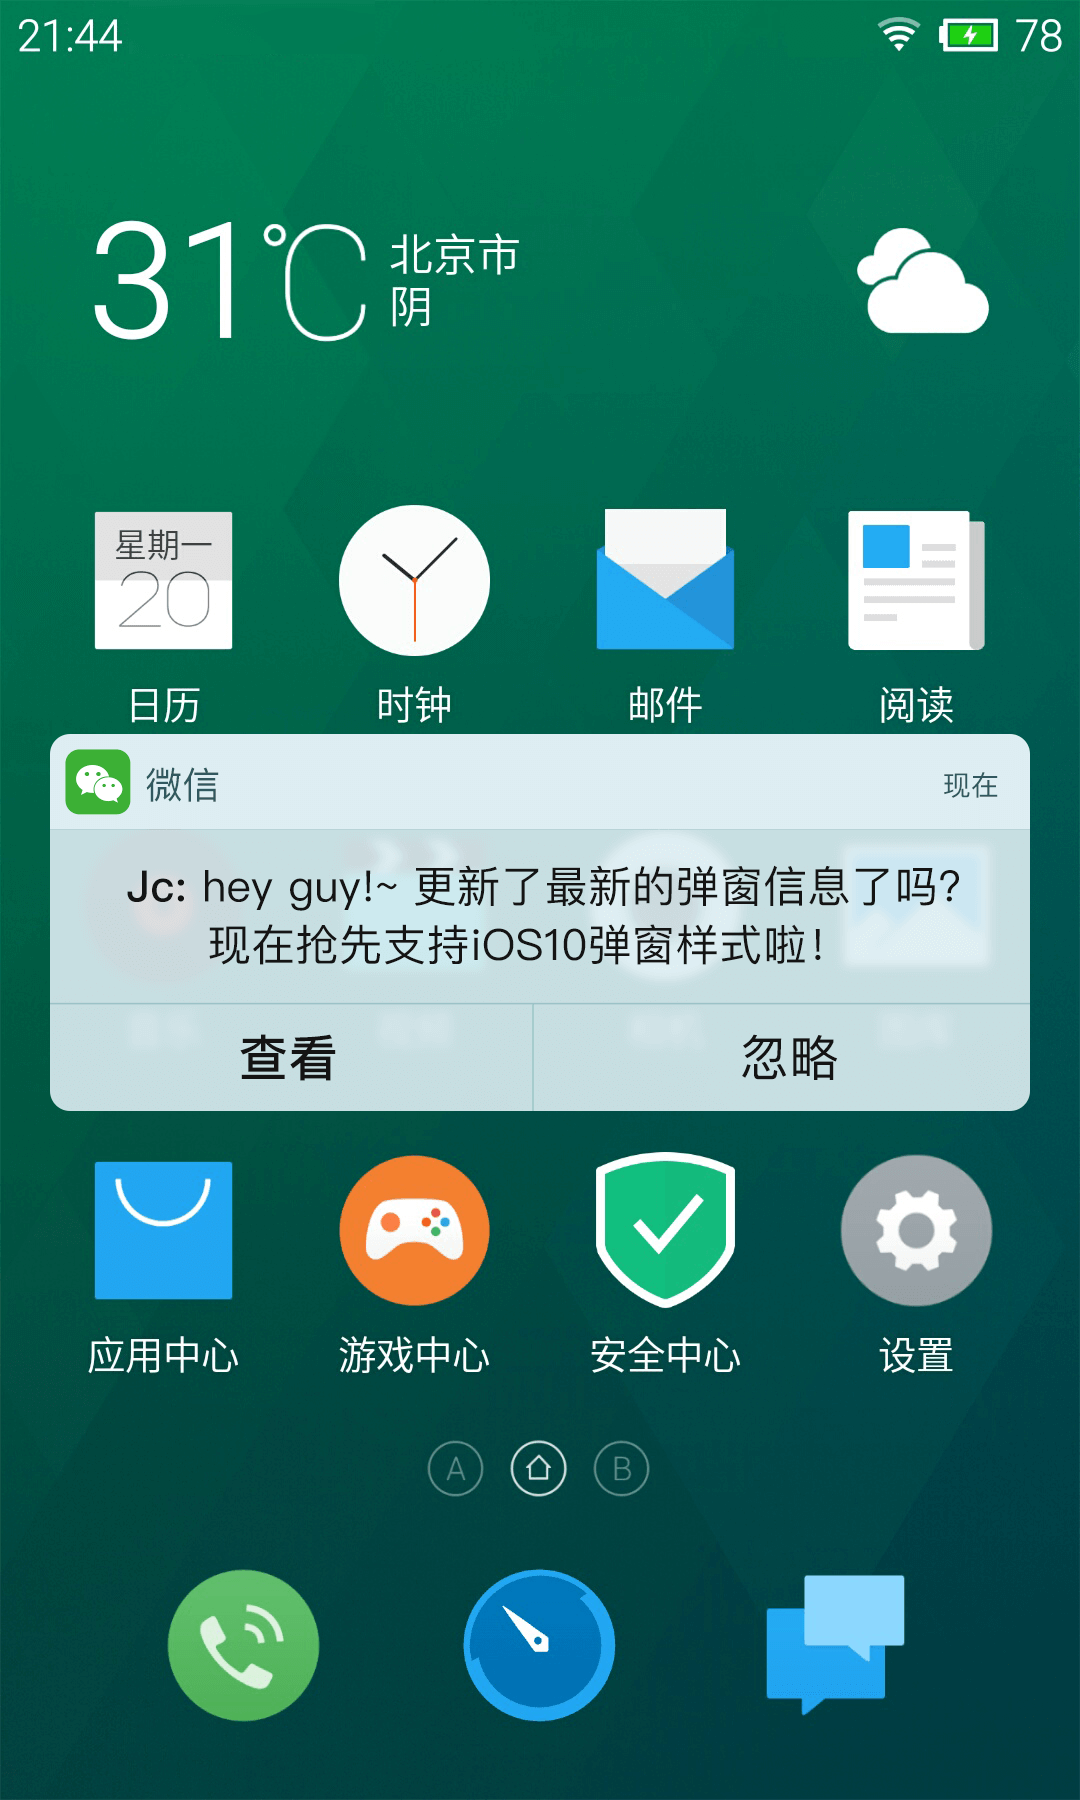 21:44
78
31℃
北京市
阴
星期一
20
日历
时钟
邮件
阅读
微信
现在
Jc: hey guy!~ 更新了最新的弹窗信息了吗?
现在抢先支持iOS10弹窗样式啦!
查看
忽略
应用中心
游戏中心
安全中心
设置
A
B